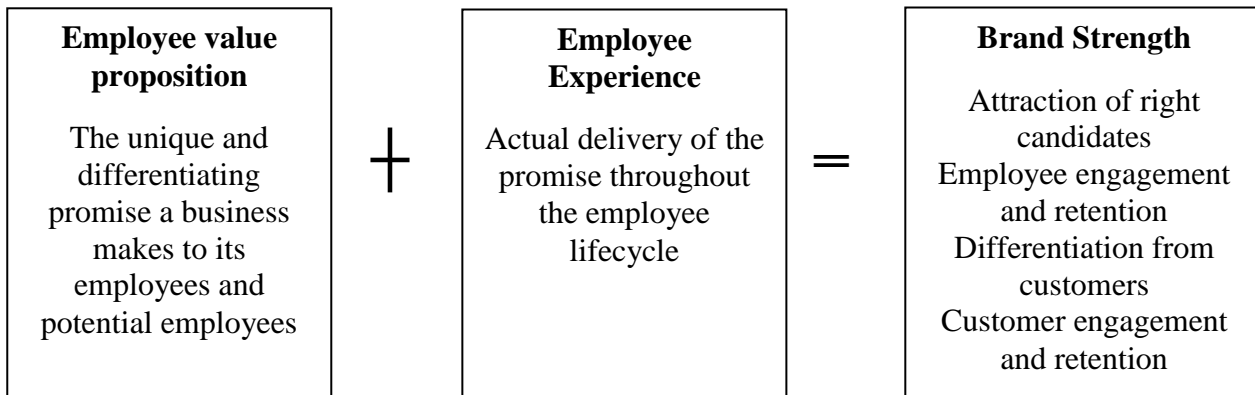 Employee value
proposition
The unique and
differentiating
promise a business
makes to its
employees and
potential employees
+
Employee
Experience
Actual delivery of the
promise throughout
the employee
lifecycle
=
Brand Strength
Attraction of right
candidates
Employee engagement
and retention
Differentiation from
customers
Customer engagement
and retention